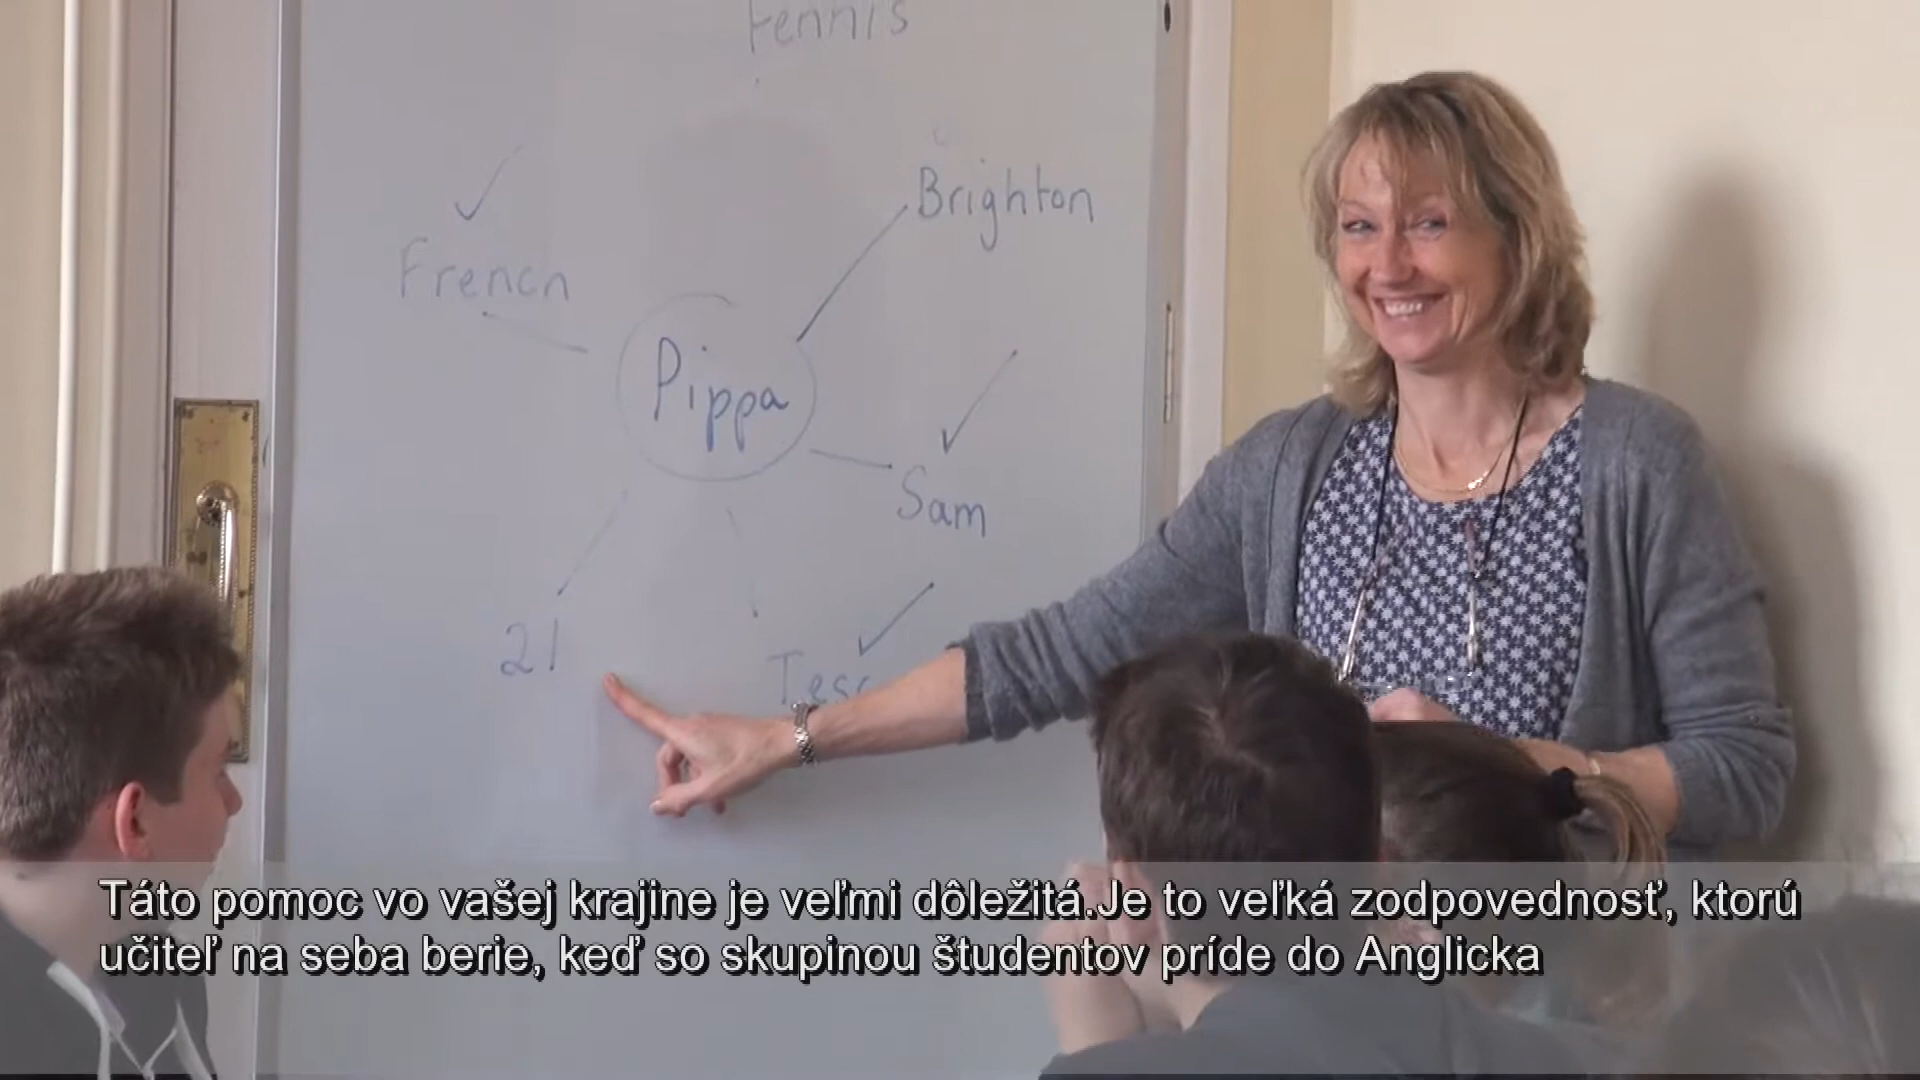 tennis
Brighton
French
Pippa
Sam
21
Táto pomoc vo vašej krajine je veľmi dôležitá.Je to veľká zodpovednosť, ktorú
učiteľ na seba berie, keď so skupinou študentov príde do Anglicka